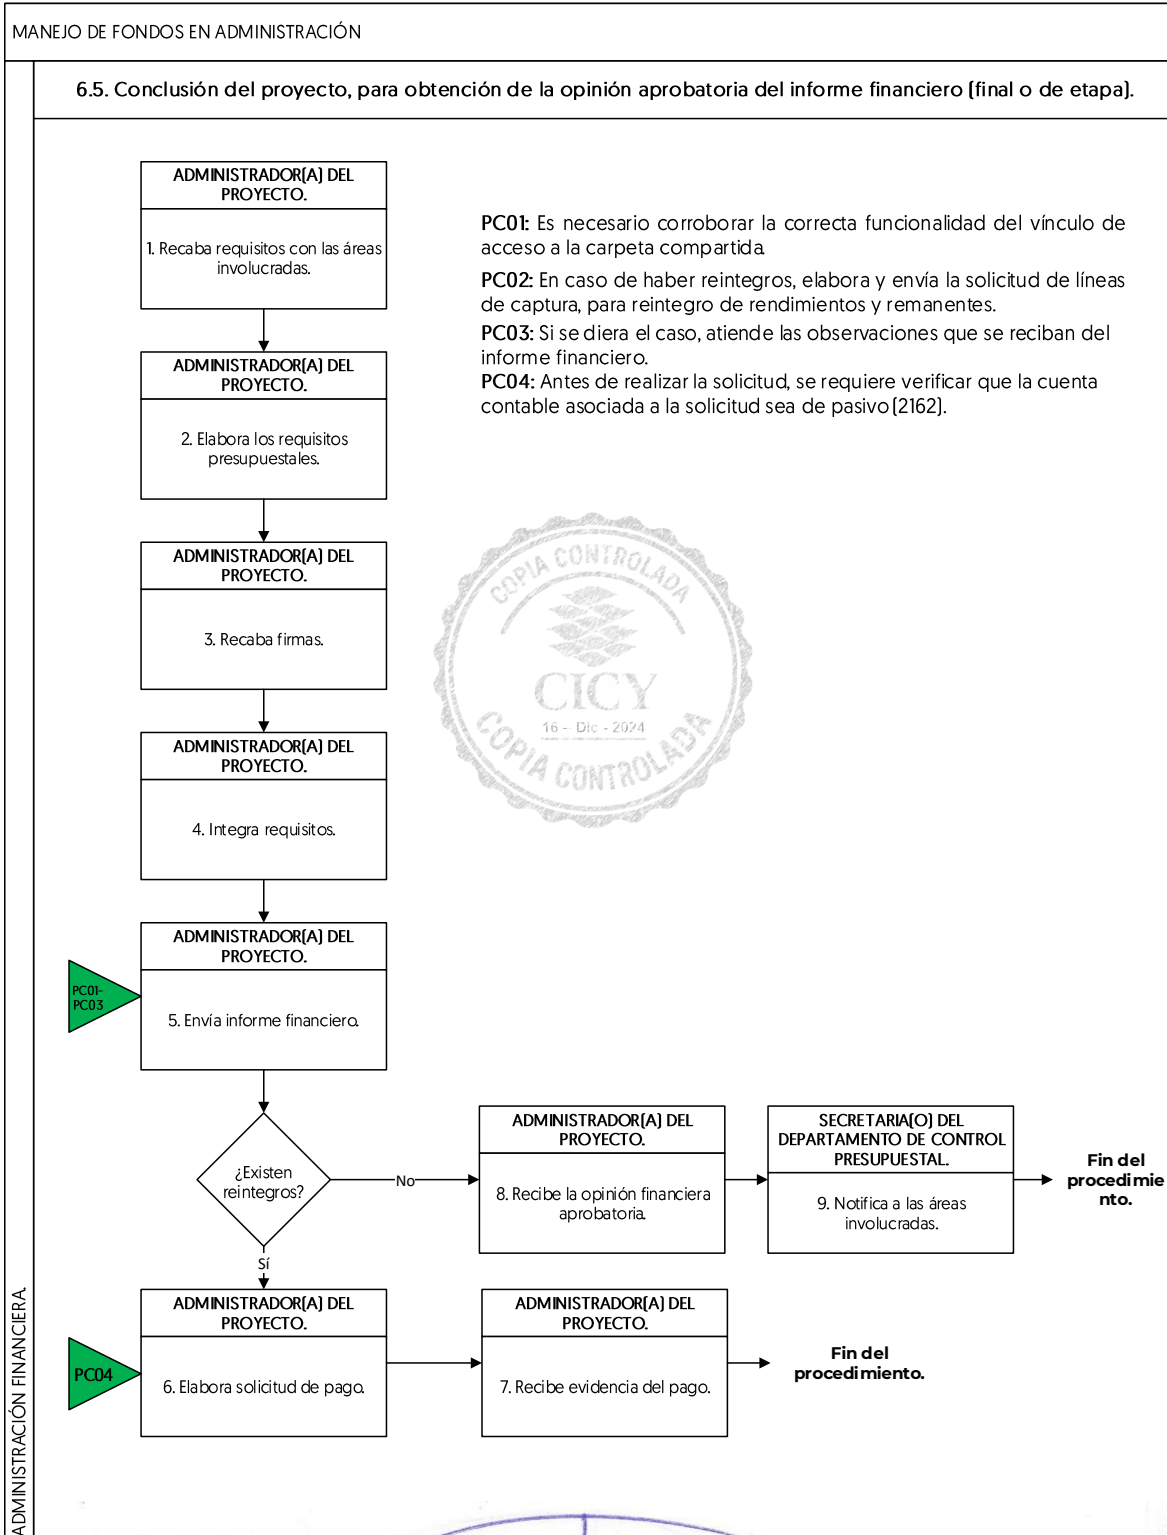 MANEJO DE FONDOS EN ADMINISTRACIÓN
6.5. Conclusión del proyecto, para obtención de la opinión aprobatoria del informe financiero (final o de etapa).
ADMINISTRADOR(A) DEL
PROYECTO.
1. Recaba requisitos con las áreas
involucradas.
PC01: Es necesario corroborar la correcta funcionalidad del vínculo de
acceso a la carpeta compartida.
PC02: En caso de haber reintegros, elabora y envía la solicitud de líneas
de captura, para reintegro de rendimientos y remanentes.
PC03: Si se diera el caso, atiende las observaciones que se reciban del
informe financiero.
PC04: Antes de realizar la solicitud, se requiere verificar que la cuenta
contable asociada a la solicitud sea de pasivo (2162).
ADMINISTRADOR(A) DEL
PROYECTO.
2. Elabora los requisitos
presupuestales.
ADMINISTRADOR(A) DEL
PROYECTO.
3. Recaba firmas.
COPIA CONTROLADA
CICY
16 - Dic - 2024
COPIA CONTROLADA
ADMINISTRADOR(A) DEL
PROYECTO.
4. Integra requisitos.
ADMINISTRADOR(A) DEL
PROYECTO.
PC01-
PC03
5. Envía informe financiero.
¿Existen
reintegros?
No
ADMINISTRADOR(A) DEL
PROYECTO.
8. Recibe la opinión financiera
aprobatoria.
SECRETARIA(O) DEL
DEPARTAMENTO DE CONTROL
PRESUPUESTAL.
9. Notifica a las áreas
involucradas.
Fin del
procedimie
nto.
Sí
ADMINISTRADOR(A) DEL
PROYECTO.
PC04
6. Elabora solicitud de pago.
ADMINISTRADOR(A) DEL
PROYECTO.
7. Recibe evidencia del pago.
Fin del
procedimiento.
ADMINISTRACIÓN FINANCIERA.